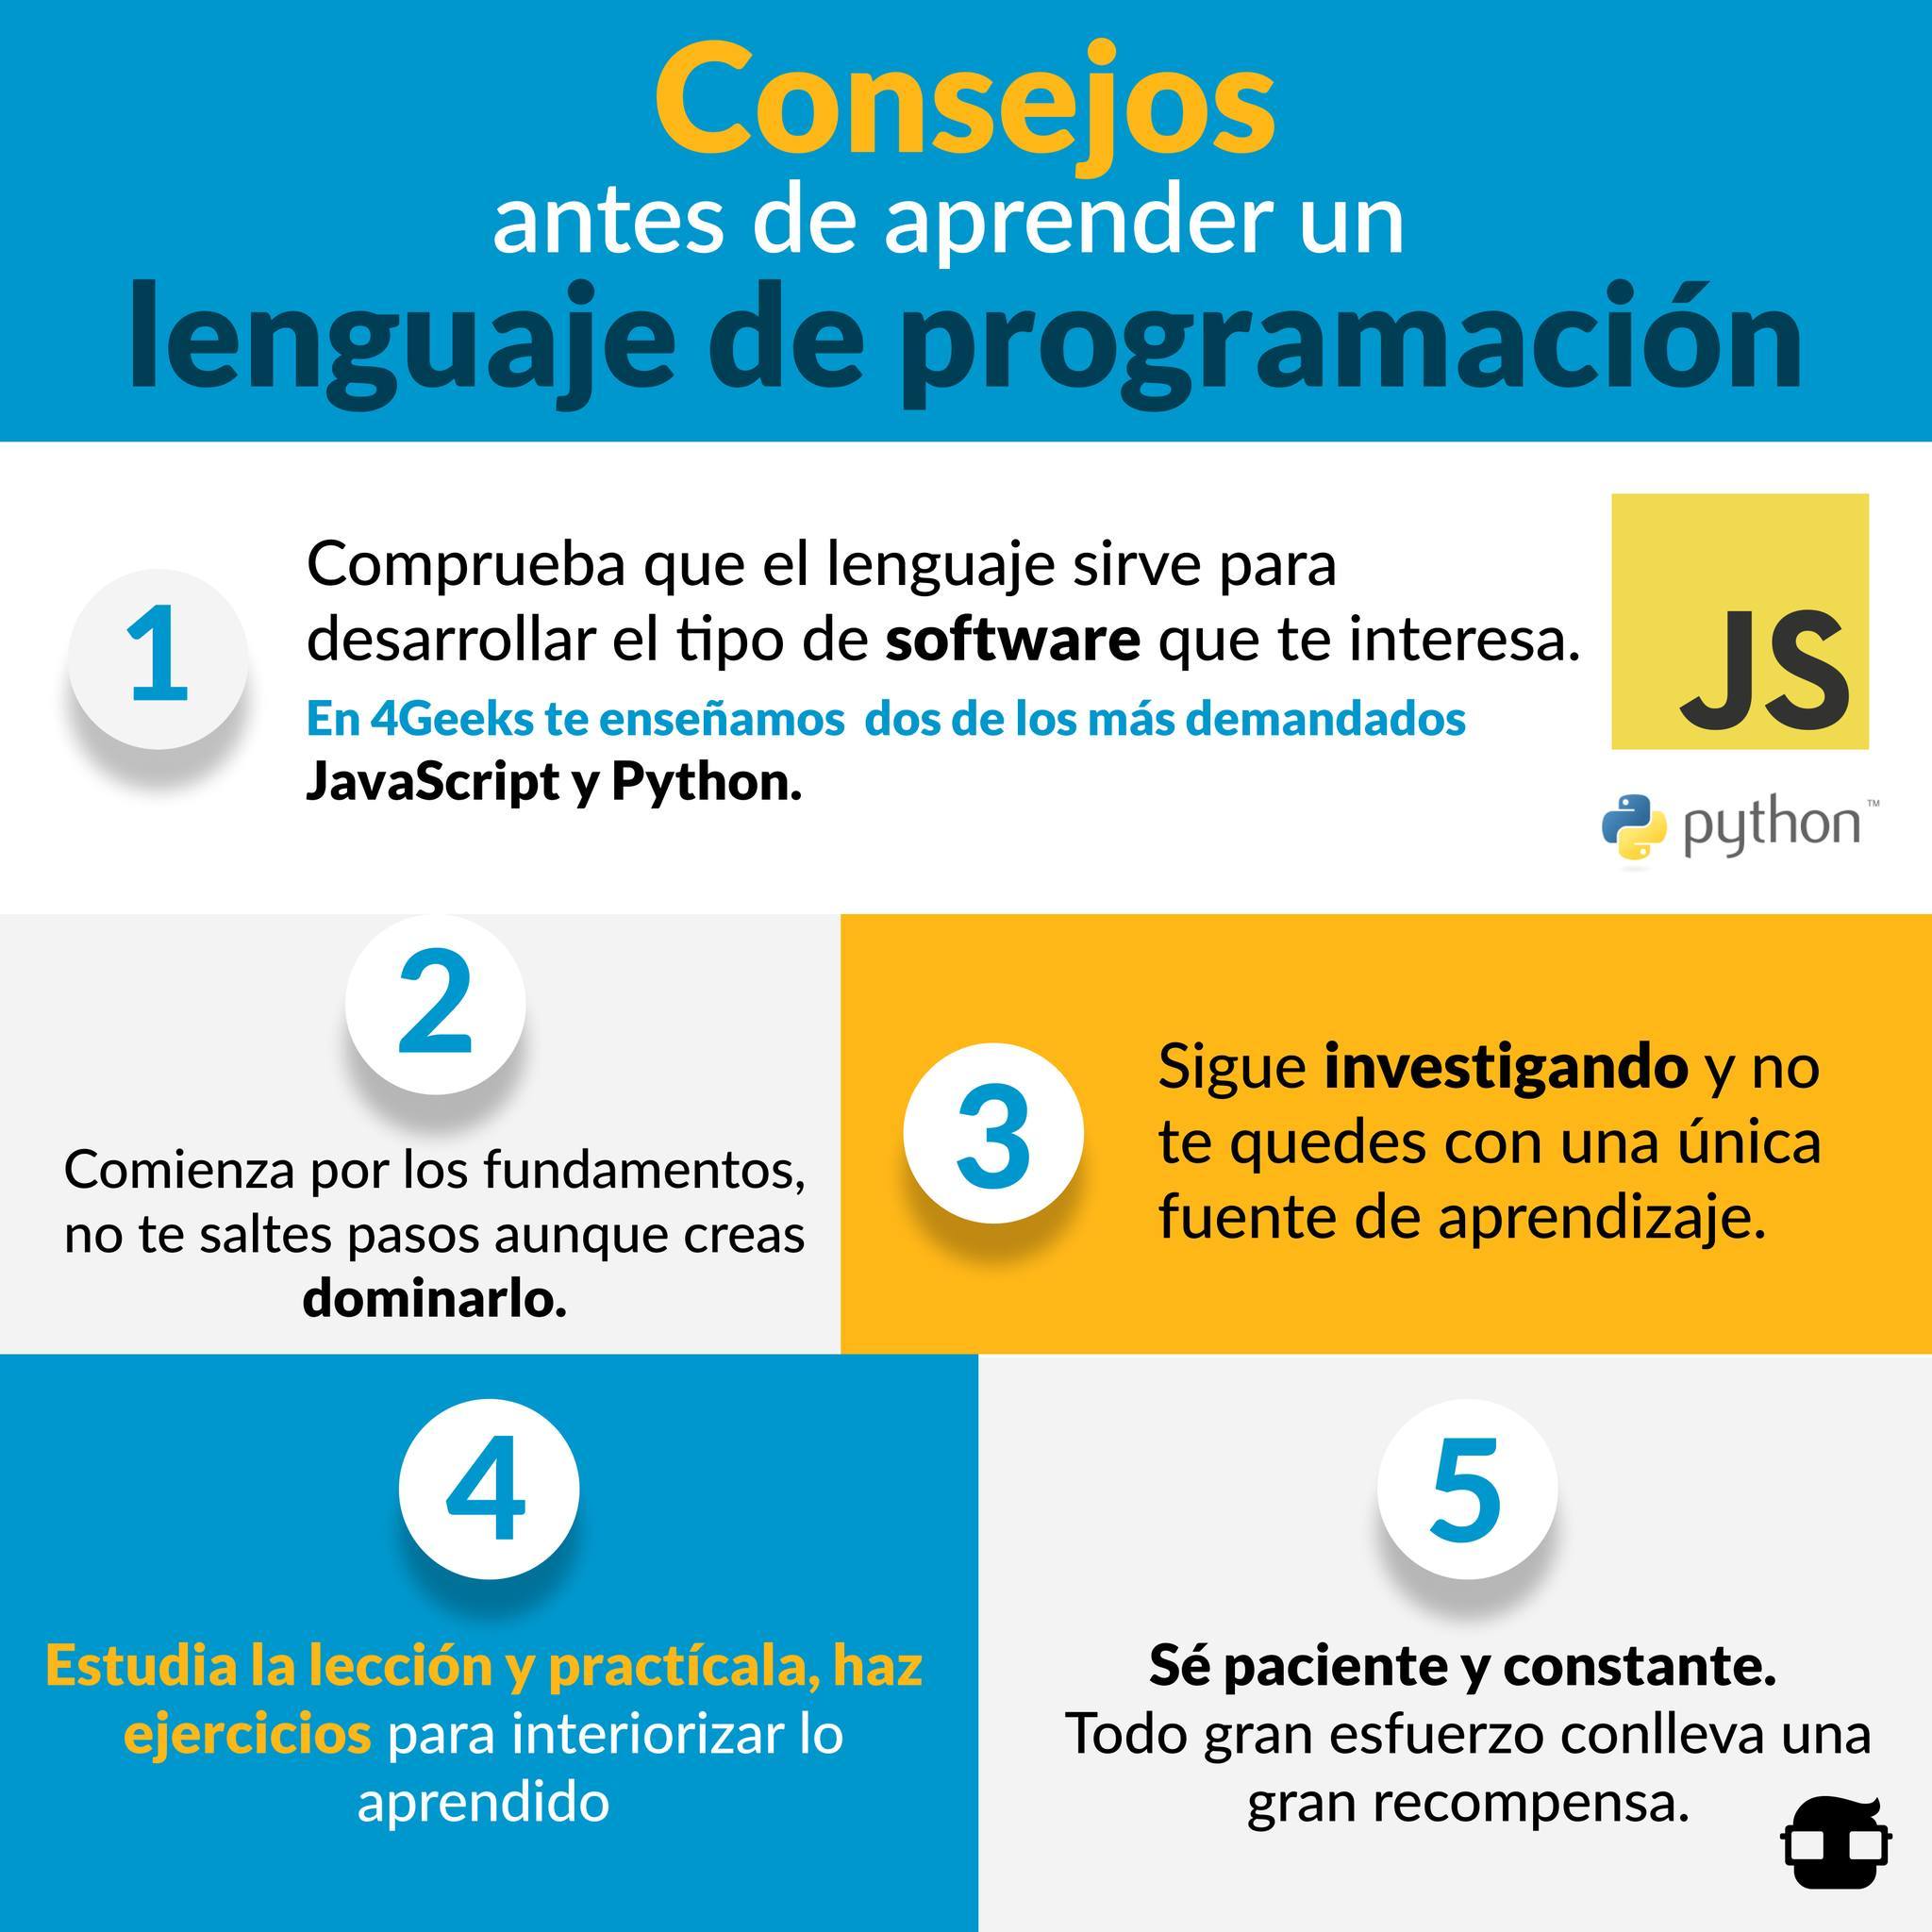 Consejos
antes de aprender un
lenguaje de programación
1
Comprueba que el lenguaje sirve para
desarrollar el tipo de software que te interesa.
En 4Geeks te enseñamos dos de los más demandados
JavaScript y Python.
JS
python™
2
Comienza por los fundamentos,
no te saltes pasos aunque creas
dominarlo.
3
Sigue investigando y no
te quedes con una única
fuente de aprendizaje.
4
Estudia la lección y practícala, haz
ejercicios para interiorizar lo
aprendido
5
Sé paciente y constante.
Todo gran esfuerzo conlleva una
gran recompensa.